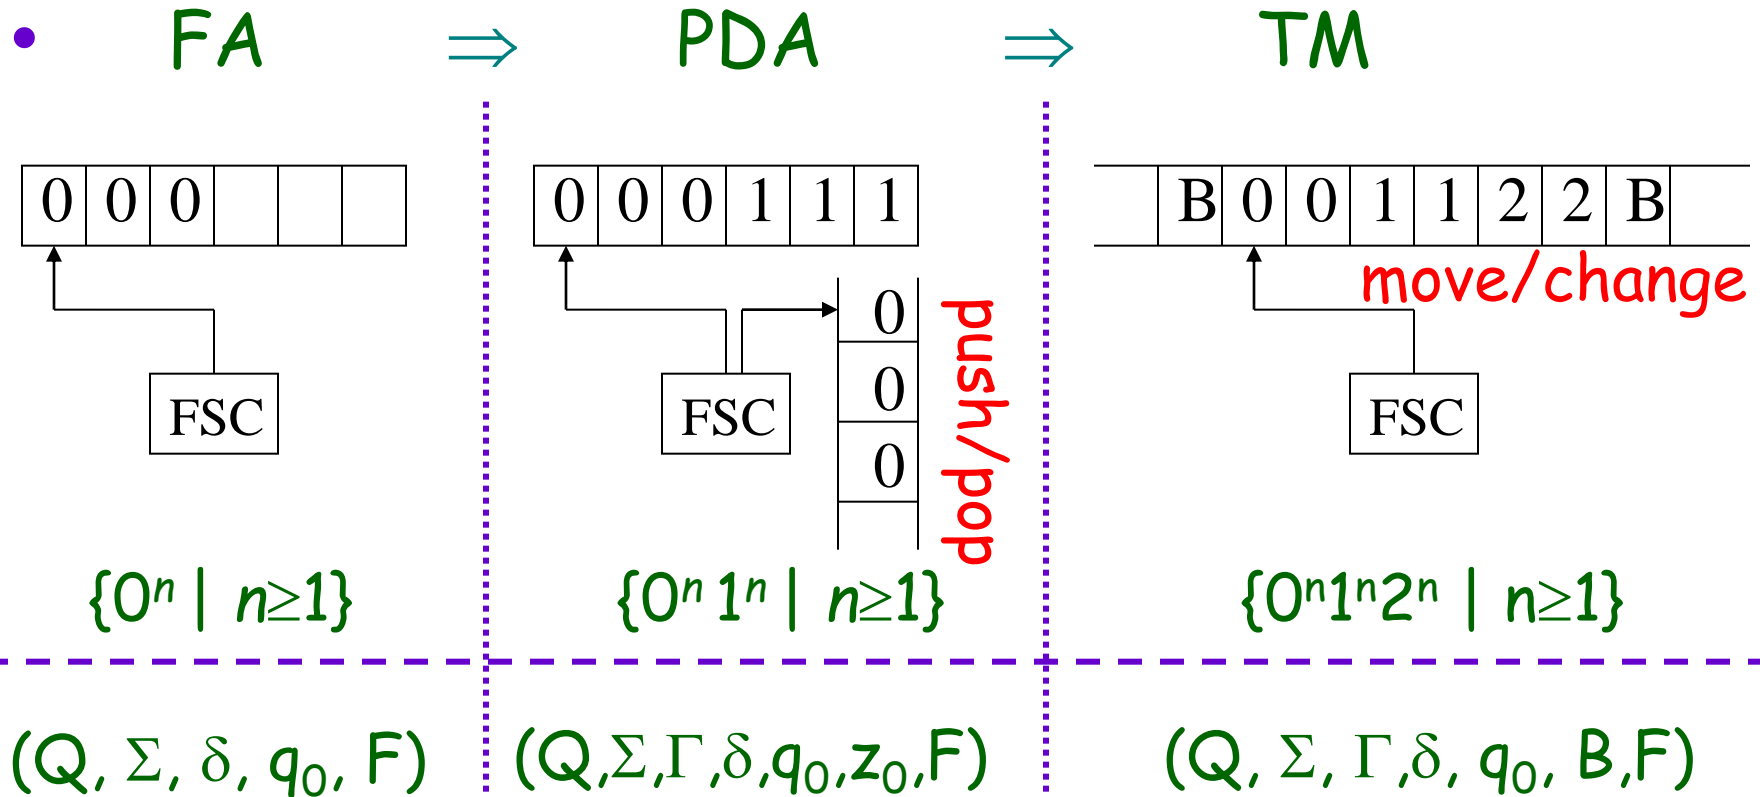 • FA ⇒ PDA ⇒ TM
0 0 0
FSC
{0ⁿ | n≥1}
(Q, Σ, δ, q₀, F)
0 0 0 1 1 1
0
0
0
push/pop
FSC
{0ⁿ 1ⁿ | n≥1}
(Q,Σ,Γ,δ,q₀,z₀,F)
B 0 0 1 1 2 2 B
move/change
FSC
{0ⁿ1ⁿ2ⁿ | n≥1}
(Q, Σ, Γ,δ, q₀, B,F)